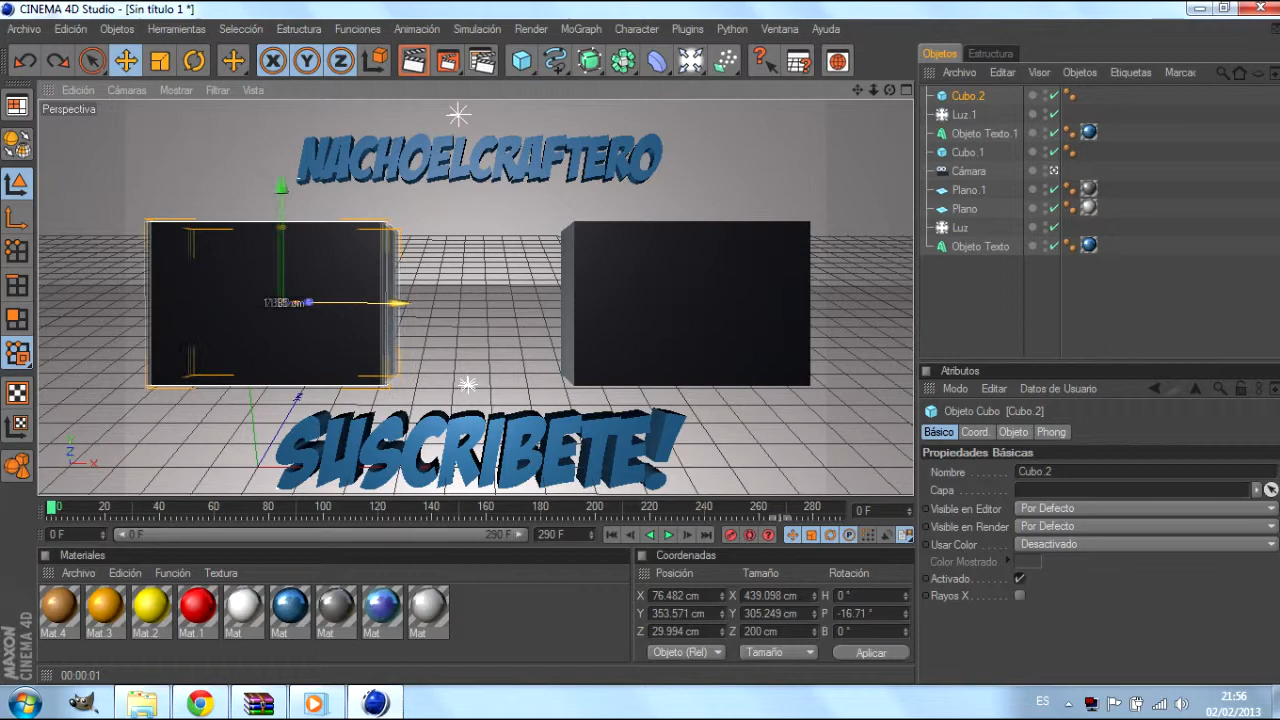 CINEMA 4D Studio - [Sin título 1 *]
Archivo Edición Objetos Herramientas Selección Estructura Funciones Animación Simulación Render MoGraph Character Plugins Python Ventana Ayuda
X Y Z
Objetos Estructura
Archivo Editar Visor Objetos Etiquetas Marcac
Edición Cámaras Mostrar Filtrar Vista
Perspectiva
NACHOELCRAFTERO
SUSCRIBETE!
Y
Z
X
Cubo.2
Luz.1
Objeto Texto.1
Cubo.1
Cámara
Plano.1
Plano
Luz
Objeto Texto
Atributos
Modo Editar Datos de Usuario
Objeto Cubo [Cubo.2]
Básico Coord. Objeto Phong
Propiedades Básicas
Nombre Cubo.2
Capa
Visible en Editor Por Defecto
Visible en Render Por Defecto
Usar Color Desactivado
Color Mostrado
Activado
Rayos X
0 20 40 60 80 100 120 140 160 180 200 220 240 260 280 0 F
0 F 0 F 290 F 290 F
Materiales
Archivo Edición Función Textura
Mat.4 Mat.3 Mat.2 Mat.1 Mat Mat Mat Mat Mat
Coordenadas
Posición Tamaño Rotación
X 76.482 cm X 439.098 cm H 0 °
Y 353.571 cm Y 305.249 cm P -16.71 °
Z 29.994 cm Z 200 cm B 0 °
Objeto (Rel) Tamaño Aplicar
MAXON
CINEMA 4D
00:00:01
ES
21:56
02/02/2013